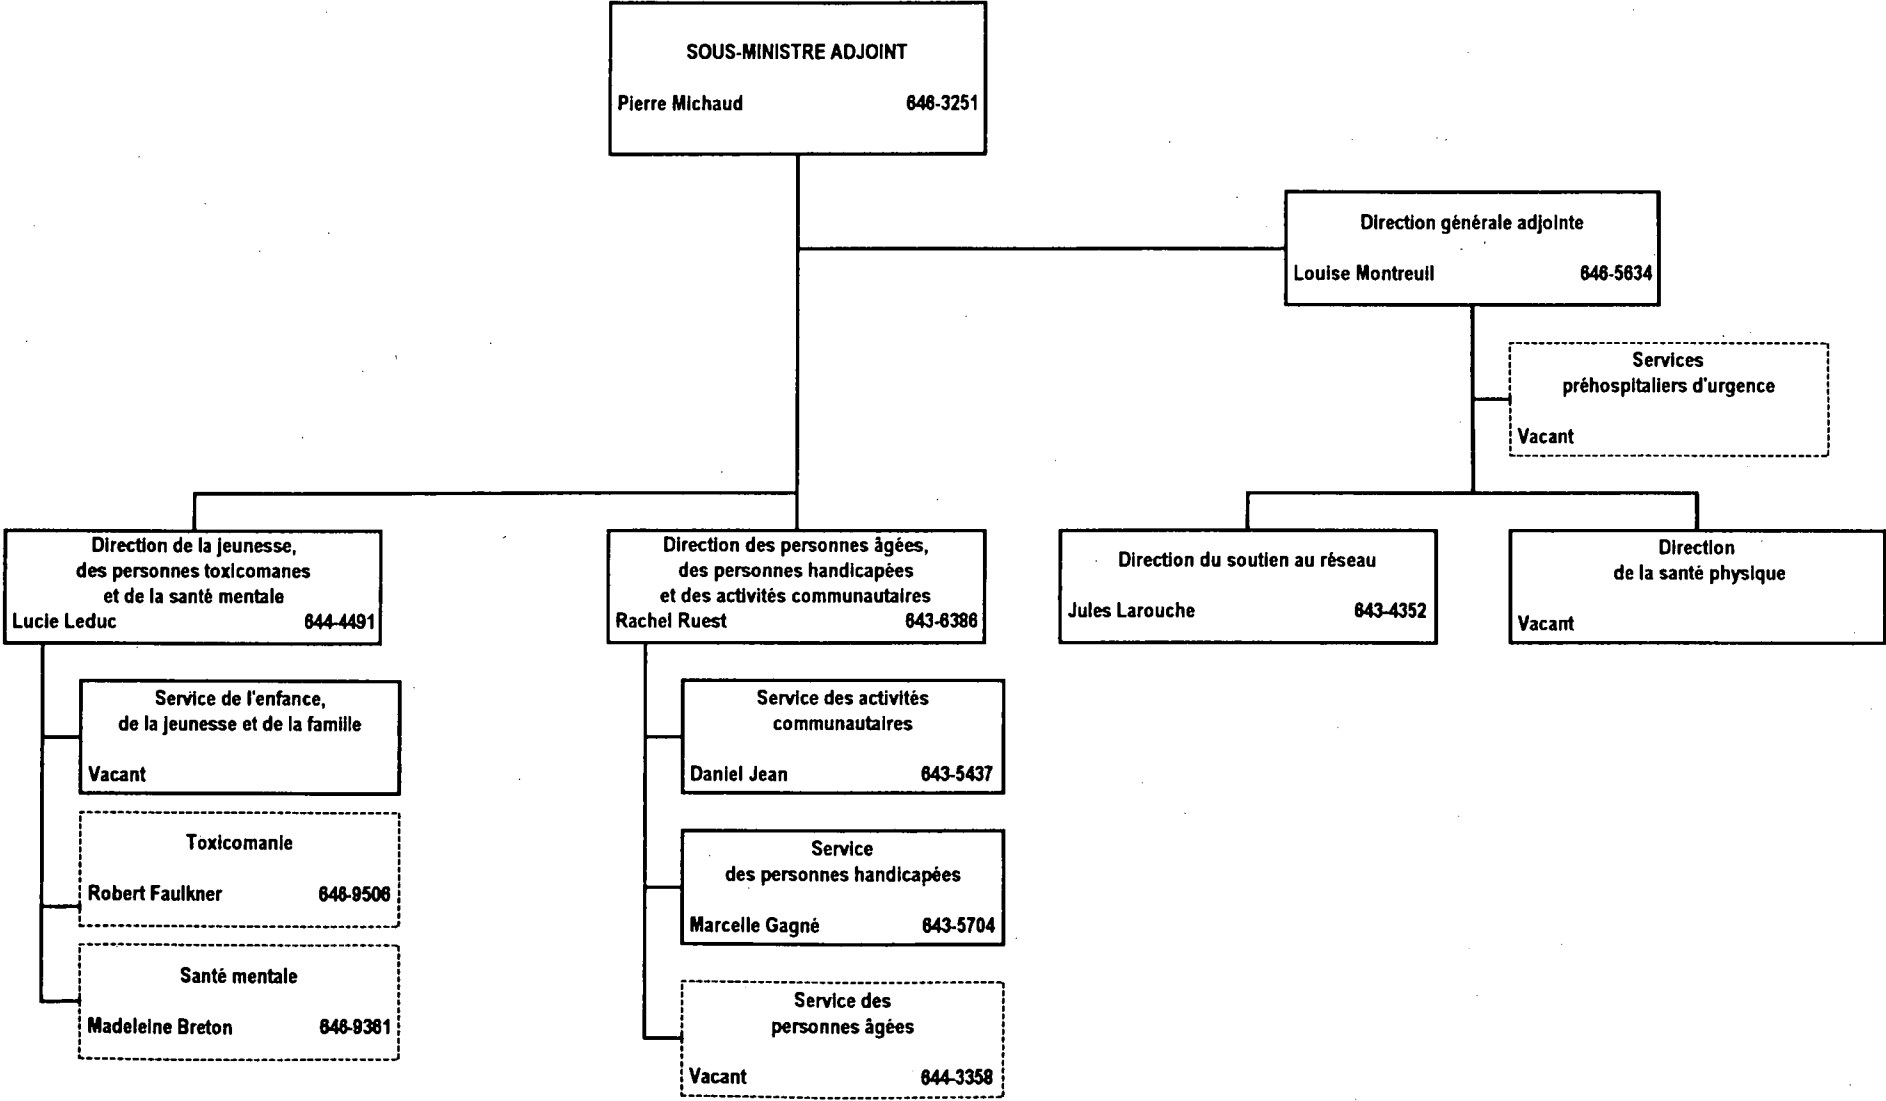 SOUS-MINISTRE ADJOINT
Pierre Michaud 646-3251
Direction générale adjointe
Louise Montreuil 646-5634
Services
préhospitaliers d'urgence
Vacant
Direction de la jeunesse,
des personnes toxicomanes
et de la santé mentale
Lucie Leduc 644-4491
Direction des personnes âgées,
des personnes handicapées
et des activités communautaires
Rachel Ruest 643-6386
Direction du soutien au réseau
Jules Larouche 643-4352
Direction
de la santé physique
Vacant
Service de l'enfance,
de la jeunesse et de la famille
Vacant
Toxicomanie
Robert Faulkner 646-9506
Santé mentale
Madeleine Breton 646-9361
Service des activités
communautaires
Daniel Jean 643-5437
Service
des personnes handicapées
Marcelle Gagné 643-5704
Service des
personnes âgées
Vacant 644-3358